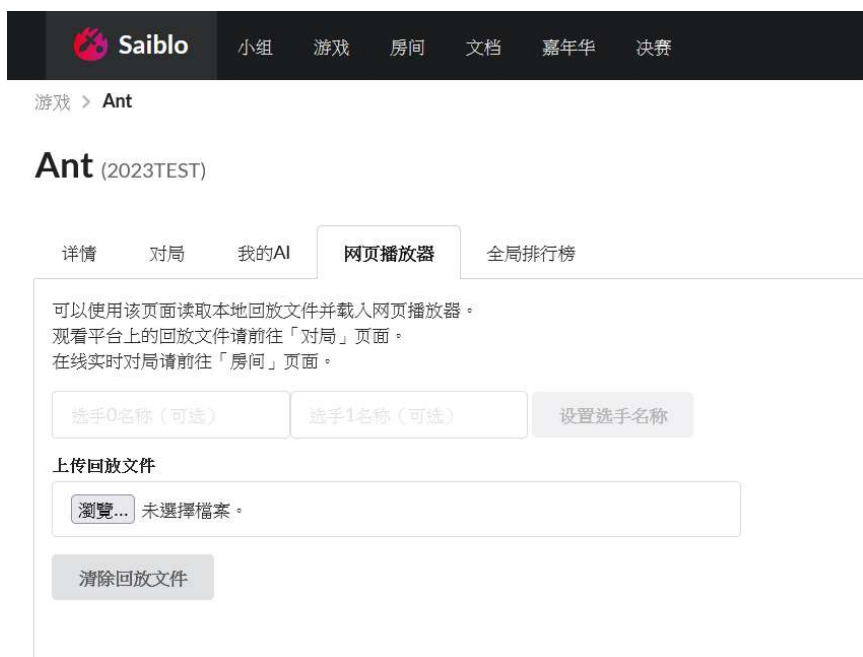 Saiblo 小组 游戏 房间 文档 嘉年华 决赛
游戏 > Ant
Ant (2023TEST)
详情 对局 我的AI 网页播放器 全局排行榜
可以使用该页面读取本地回放文件并载入网页播放器。
观看平台上的回放文件请前往「对局」页面。
在线实时对局请前往「房间」页面。
选手0名称（可选） 选手1名称（可选） 设置选手名称
上传回放文件
瀏覽... 未選擇檔案。
清除回放文件